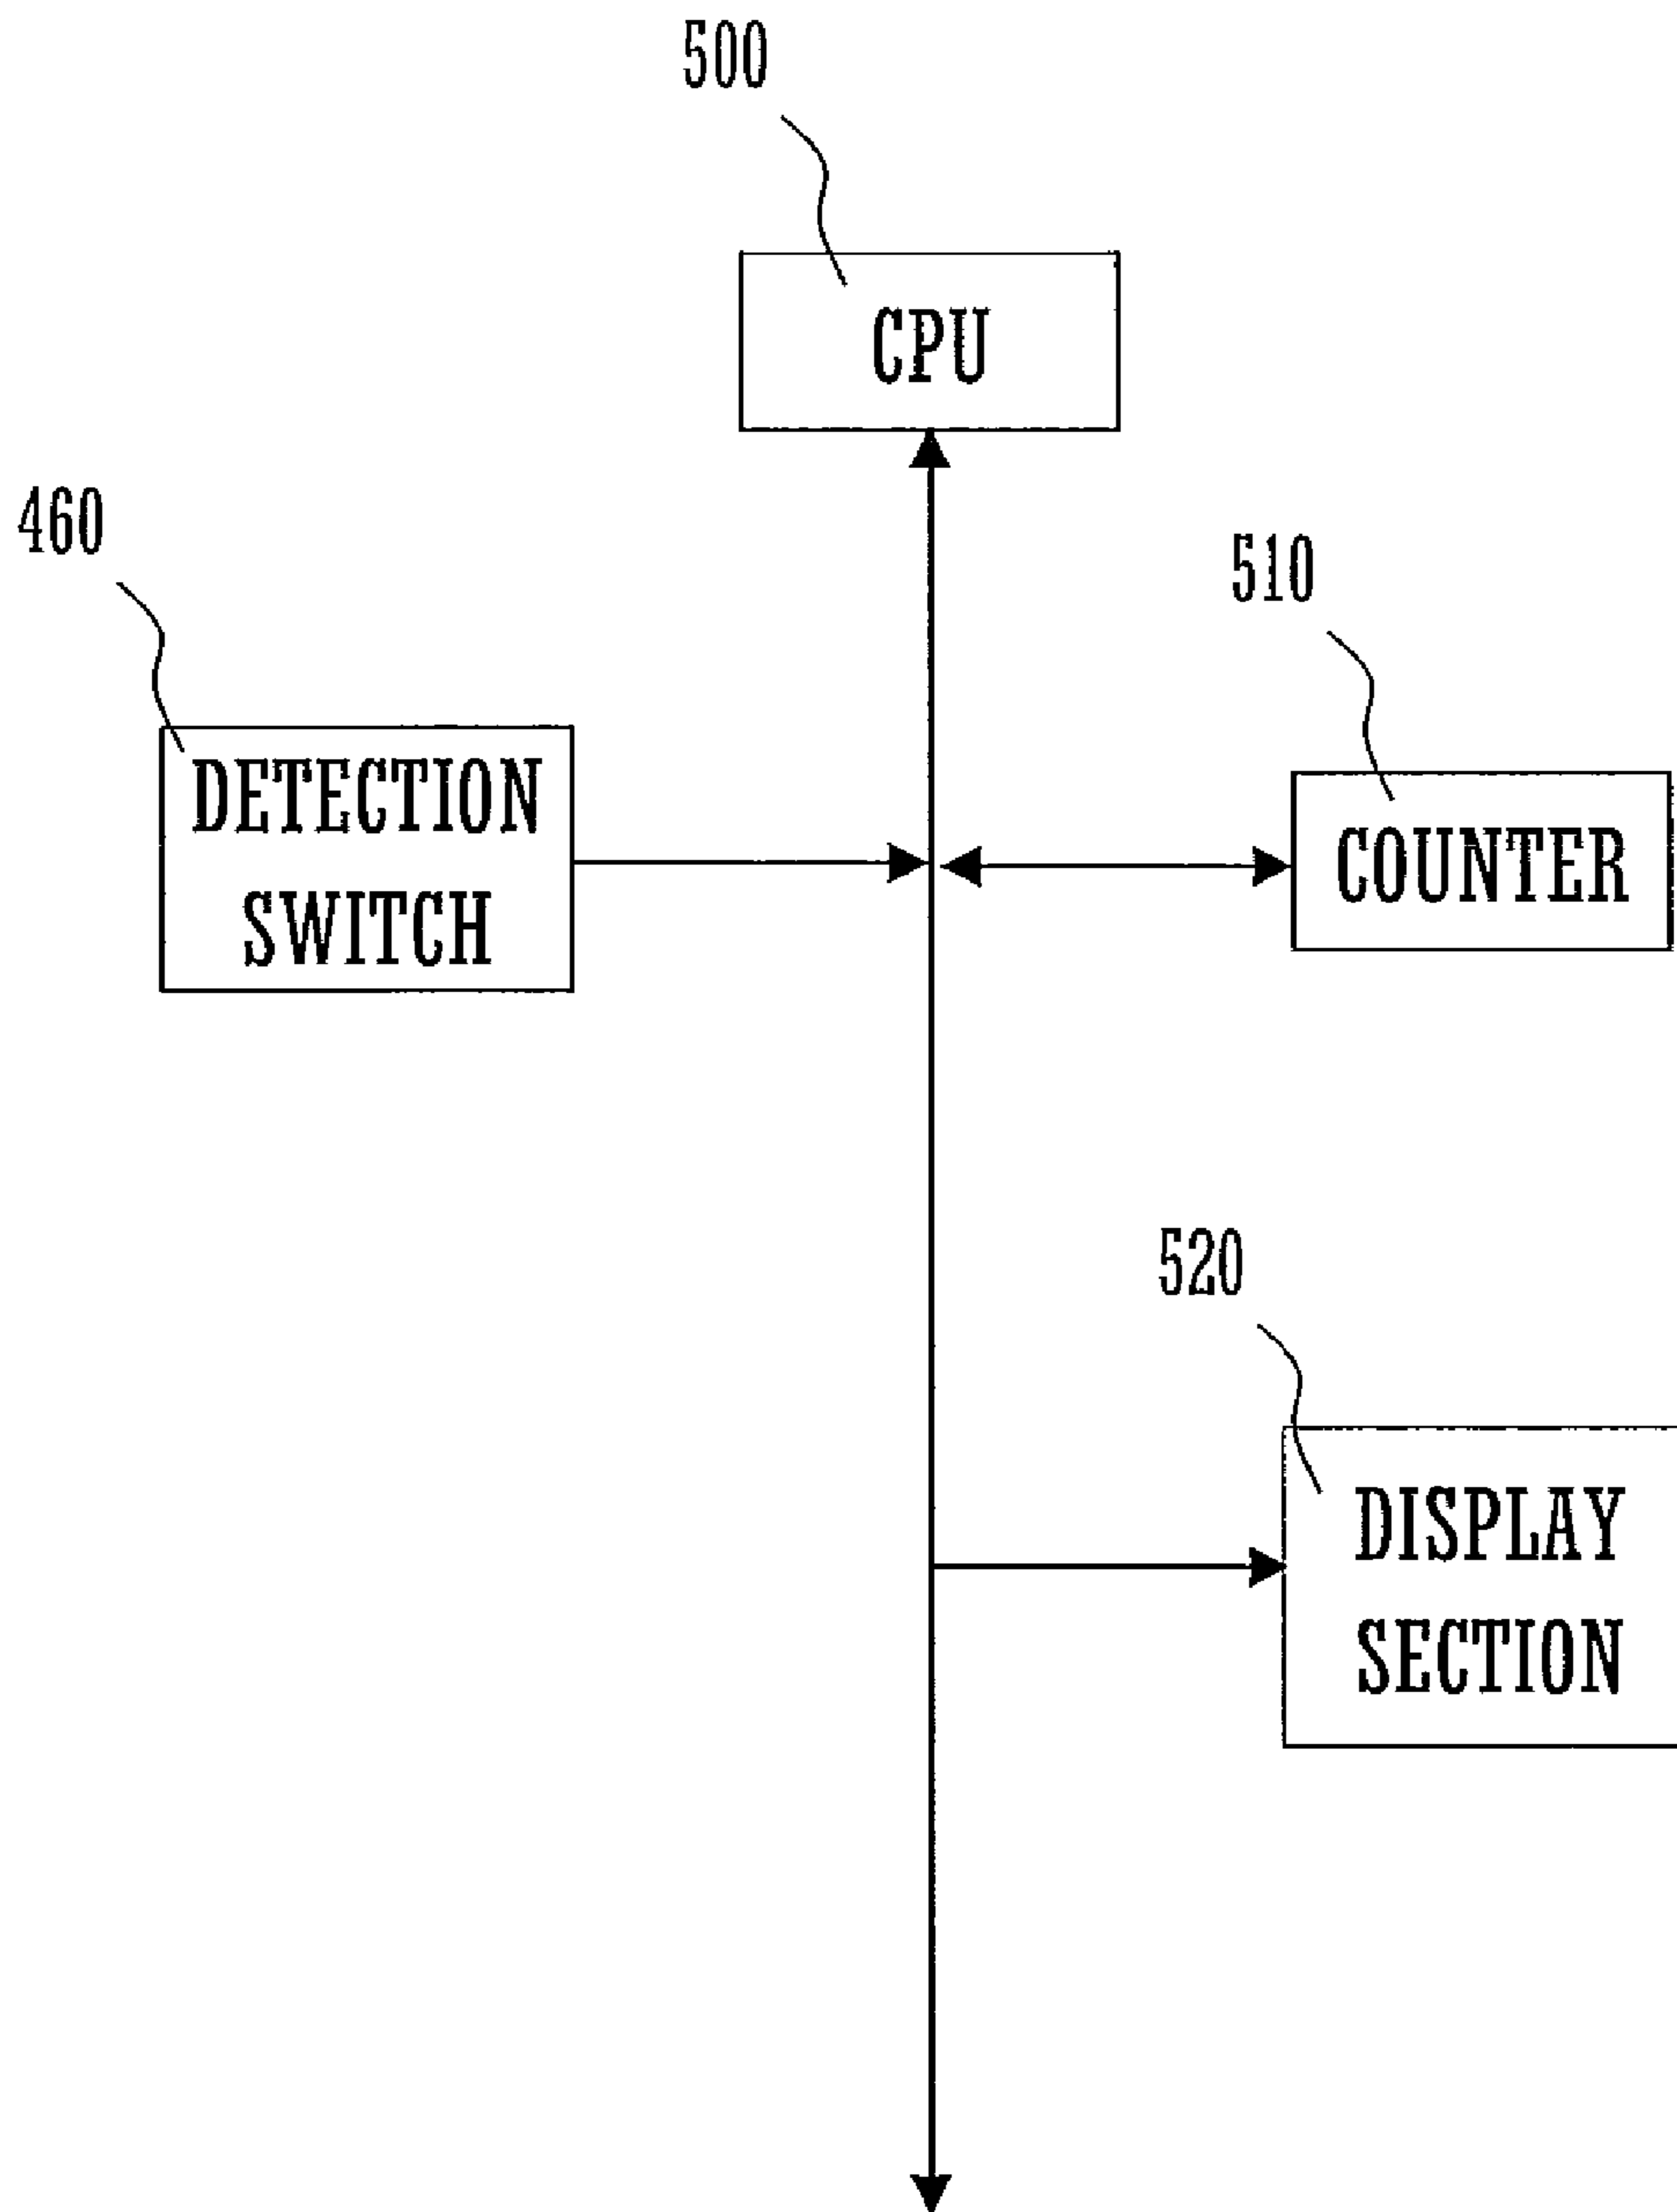 500
CPU
460
510
DETECTION
SWITCH
COUNTER
520
DISPLAY
SECTION